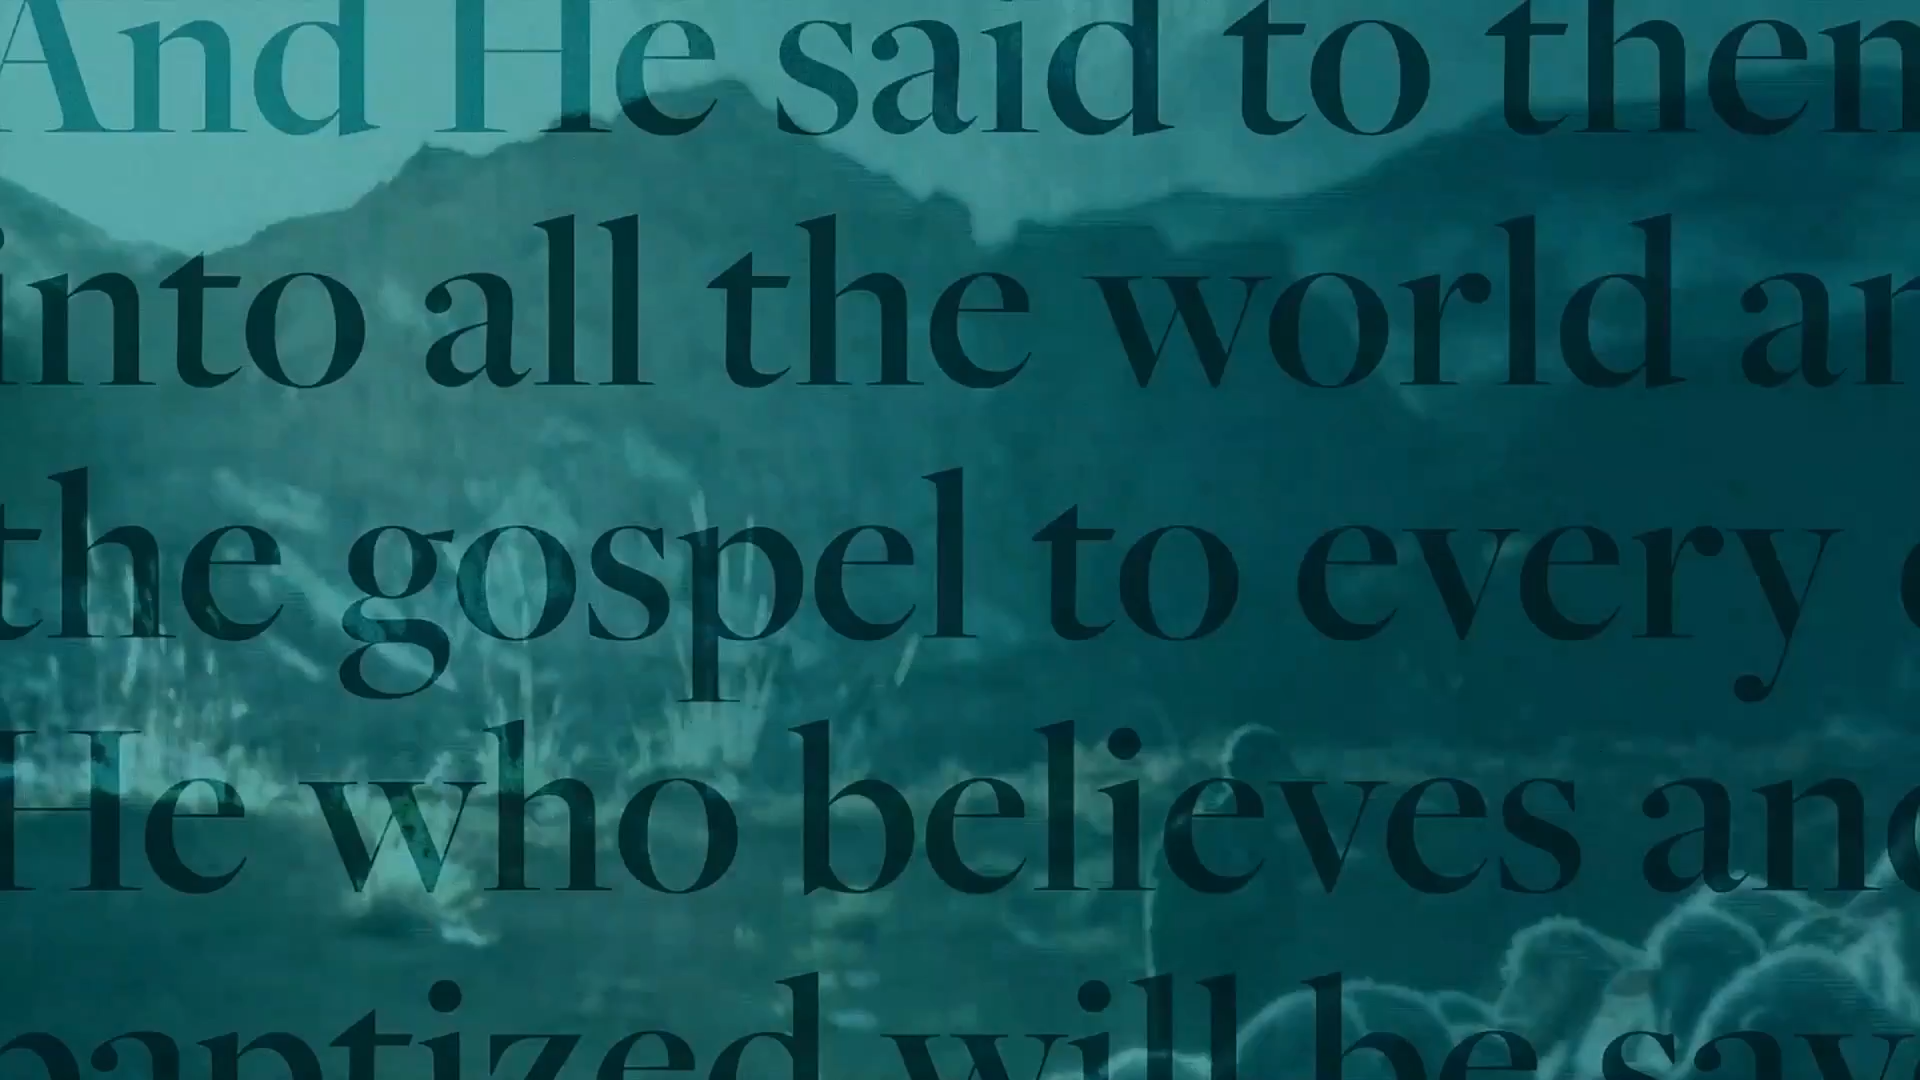 And He said to them
into all the world an
the gospel to every
He who believes and
baptized will be sav